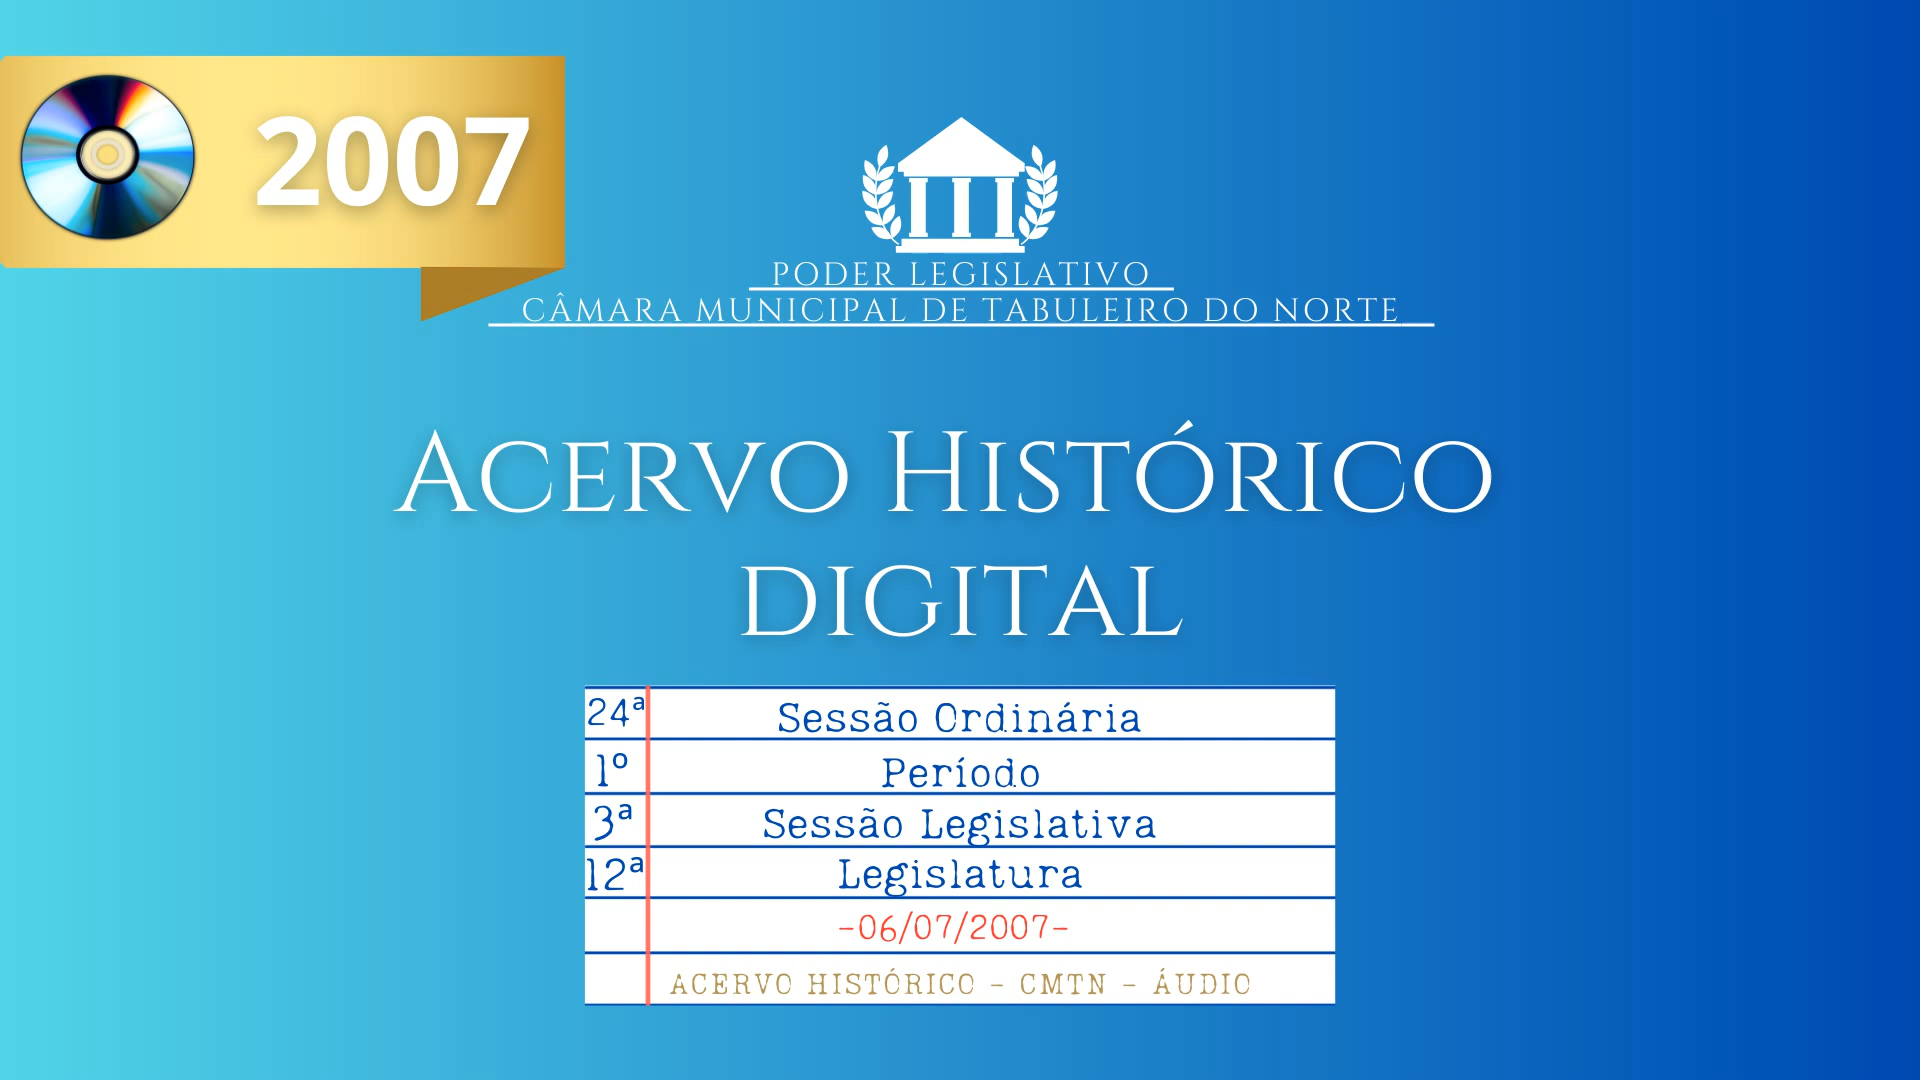 2007
PODER LEGISLATIVO
CÂMARA MUNICIPAL DE TABULEIRO DO NORTE
Acervo Histórico
digital
24ª Sessão Ordinária
1º Período
3ª Sessão Legislativa
12ª Legislatura
-06/07/2007-
ACERVO HISTÓRICO - CMTN - ÁUDIO